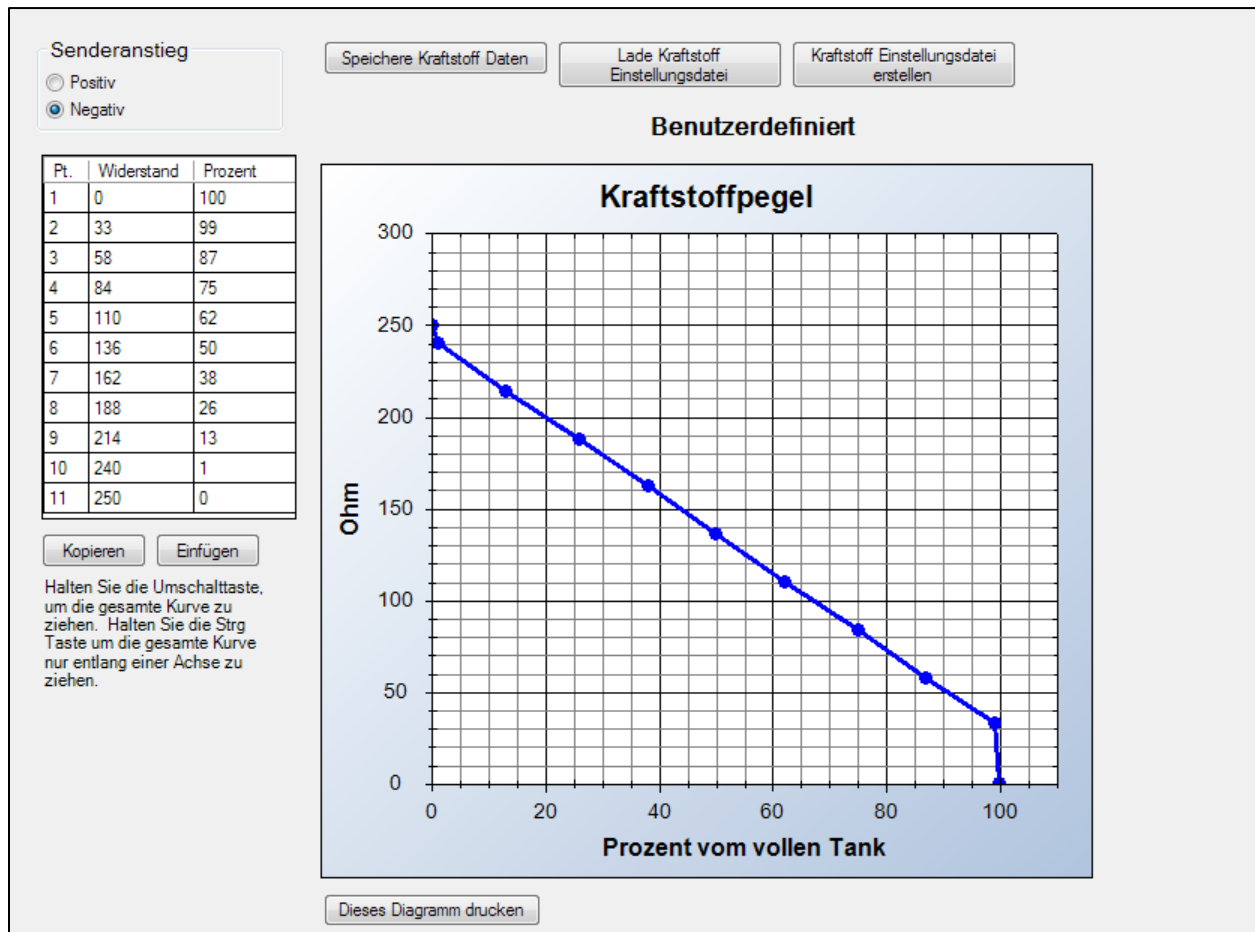 Senderanstieg
Positiv
Negativ
Speichere Kraftstoff Daten
Lade Kraftstoff
Einstellungsdatei
Kraftstoff Einstellungsdatei
erstellen
Benutzerdefiniert
Pt. Widerstand Prozent
1 0 100
2 33 99
3 58 87
4 84 75
5 110 62
6 136 50
7 162 38
8 188 26
9 214 13
10 240 1
11 250 0
Kopieren Einfügen
Halten Sie die Umschalttaste,
um die gesamte Kurve zu
ziehen. Halten Sie die Strg
Taste um die gesamte Kurve
nur entlang einer Achse zu
ziehen.
Kraftstoffpegel
300
250
200
150
100
50
0
Ohm
0 20 40 60 80 100
Prozent vom vollen Tank
Dieses Diagramm drucken